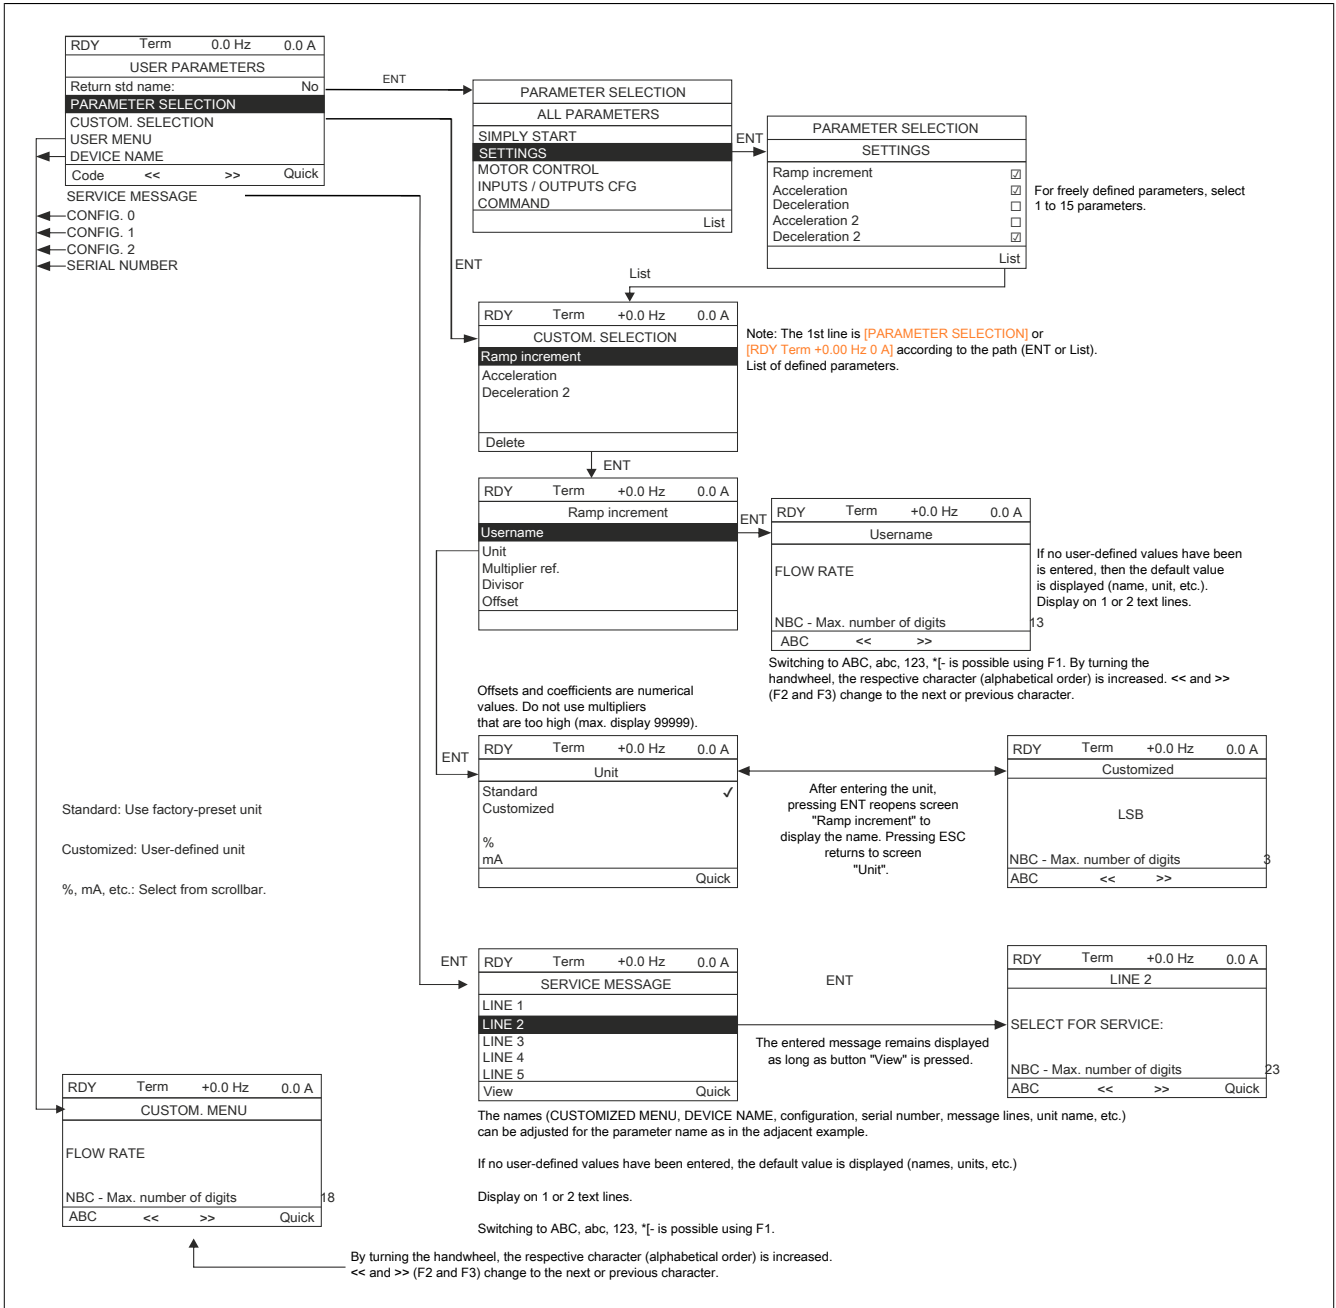 RDY Term 0.0 Hz 0.0 A
USER PARAMETERS
Return std name: No
PARAMETER SELECTION
CUSTOM. SELECTION
USER MENU
DEVICE NAME
Code << >> Quick
SERVICE MESSAGE
CONFIG. 0
CONFIG. 1
CONFIG. 2
SERIAL NUMBER
ENT
PARAMETER SELECTION
ALL PARAMETERS
SIMPLY START
SETTINGS
MOTOR CONTROL
INPUTS / OUTPUTS CFG
COMMAND
List
ENT
PARAMETER SELECTION
SETTINGS
Ramp increment ☑
Acceleration ☑
Deceleration ☐
Acceleration 2 ☐
Deceleration 2 ☑
List
For freely defined parameters, select
1 to 15 parameters.
ENT
List
RDY Term +0.0 Hz 0.0 A
CUSTOM. SELECTION
Ramp increment
Acceleration
Deceleration 2
Delete
Note: The 1st line is [PARAMETER SELECTION] or
[RDY Term +0.00 Hz 0 A] according to the path (ENT or List).
List of defined parameters.
ENT
RDY Term +0.0 Hz 0.0 A
Ramp increment
Username
Unit
Multiplier ref.
Divisor
Offset
ENT
RDY Term +0.0 Hz 0.0 A
Username
FLOW RATE
NBC - Max. number of digits 13
ABC << >>
If no user-defined values have been
is entered, then the default value
is displayed (name, unit, etc.).
Display on 1 or 2 text lines.
Switching to ABC, abc, 123, *[- is possible using F1. By turning the
handwheel, the respective character (alphabetical order) is increased. << and >>
(F2 and F3) change to the next or previous character.
Offsets and coefficients are numerical
values. Do not use multipliers
that are too high (max. display 99999).
ENT
RDY Term +0.0 Hz 0.0 A
Unit
Standard ✓
Customized
%
mA
Quick
After entering the unit,
pressing ENT reopens screen
"Ramp increment" to
display the name. Pressing ESC
returns to screen
"Unit".
RDY Term +0.0 Hz 0.0 A
Customized
LSB
NBC - Max. number of digits 3
ABC << >>
Standard: Use factory-preset unit
Customized: User-defined unit
%, mA, etc.: Select from scrollbar.
ENT
RDY Term +0.0 Hz 0.0 A
SERVICE MESSAGE
LINE 1
LINE 2
LINE 3
LINE 4
LINE 5
View Quick
ENT
The entered message remains displayed
as long as button "View" is pressed.
RDY Term +0.0 Hz 0.0 A
LINE 2
SELECT FOR SERVICE:
NBC - Max. number of digits 23
ABC << >> Quick
The names (CUSTOMIZED MENU, DEVICE NAME, configuration, serial number, message lines, unit name, etc.)
can be adjusted for the parameter name as in the adjacent example.
If no user-defined values have been entered, the default value is displayed (names, units, etc.)
Display on 1 or 2 text lines.
Switching to ABC, abc, 123, *[- is possible using F1.
RDY Term +0.0 Hz 0.0 A
CUSTOM. MENU
FLOW RATE
NBC - Max. number of digits 18
ABC << >> Quick
By turning the handwheel, the respective character (alphabetical order) is increased.
<< and >> (F2 and F3) change to the next or previous character.